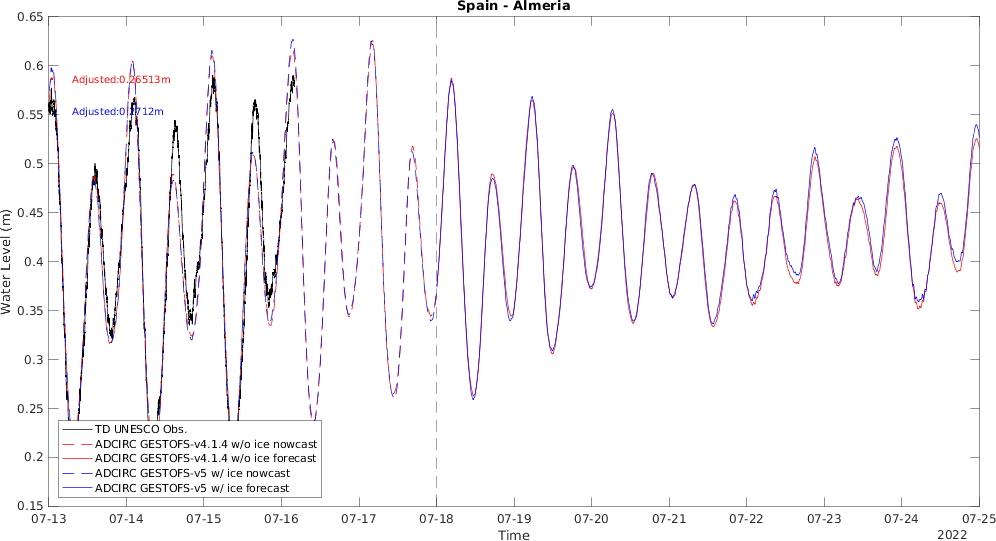 Spain - Almeria
0.65
0.6
0.55
0.5
0.45
0.4
0.35
0.3
0.25
0.2
0.15
Water Level (m)
Adjusted:0.26513m
Adjusted:0.2712m
TD UNESCO Obs.
ADCIRC GESTOFS-v4.1.4 w/o ice nowcast
ADCIRC GESTOFS-v4.1.4 w/o ice forecast
ADCIRC GESTOFS-v5 w/ ice nowcast
ADCIRC GESTOFS-v5 w/ ice forecast
07-13 07-14 07-15 07-16 07-17 07-18 07-19 07-20 07-21 07-22 07-23 07-24 07-25
Time
2022